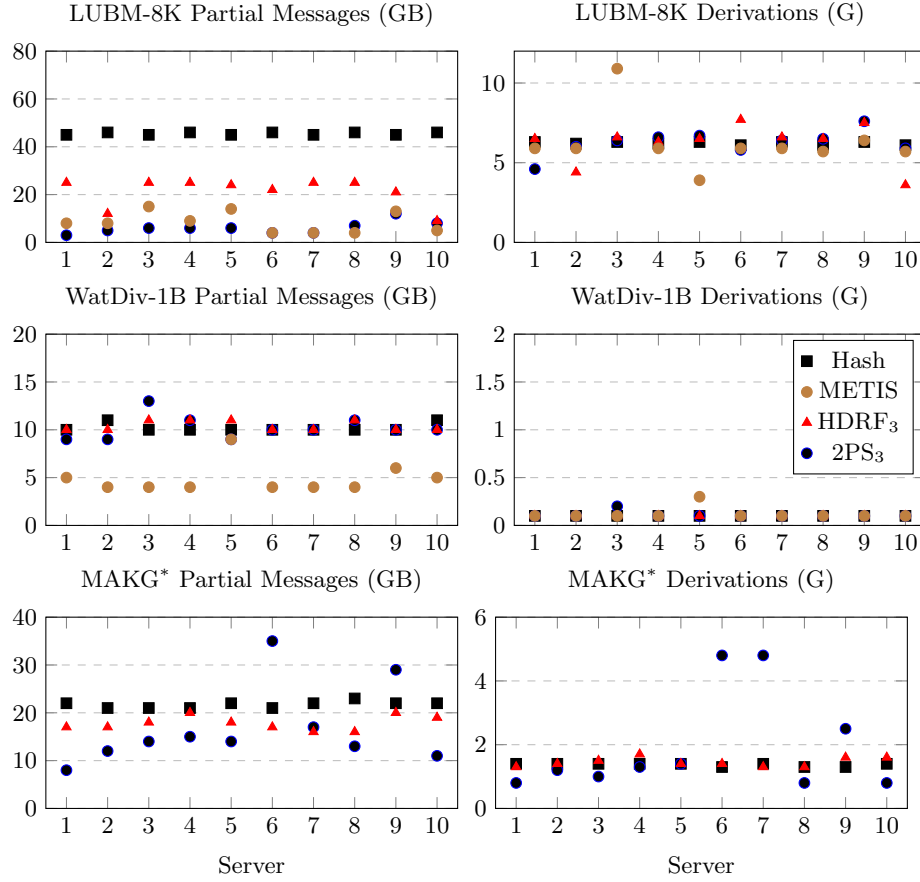 LUBM-8K Partial Messages (GB)
80
60
40
20
0
1 2 3 4 5 6 7 8 9 10
LUBM-8K Derivations (G)
10
5
0
1 2 3 4 5 6 7 8 9 10
WatDiv-1B Partial Messages (GB)
20
15
10
5
0
1 2 3 4 5 6 7 8 9 10
WatDiv-1B Derivations (G)
2
1.5
1
0.5
0
1 2 3 4 5 6 7 8 9 10
Hash
METIS
HDRF₃
2PS₃
MAKG* Partial Messages (GB)
40
30
20
10
0
1 2 3 4 5 6 7 8 9 10
Server
MAKG* Derivations (G)
6
4
2
0
1 2 3 4 5 6 7 8 9 10
Server